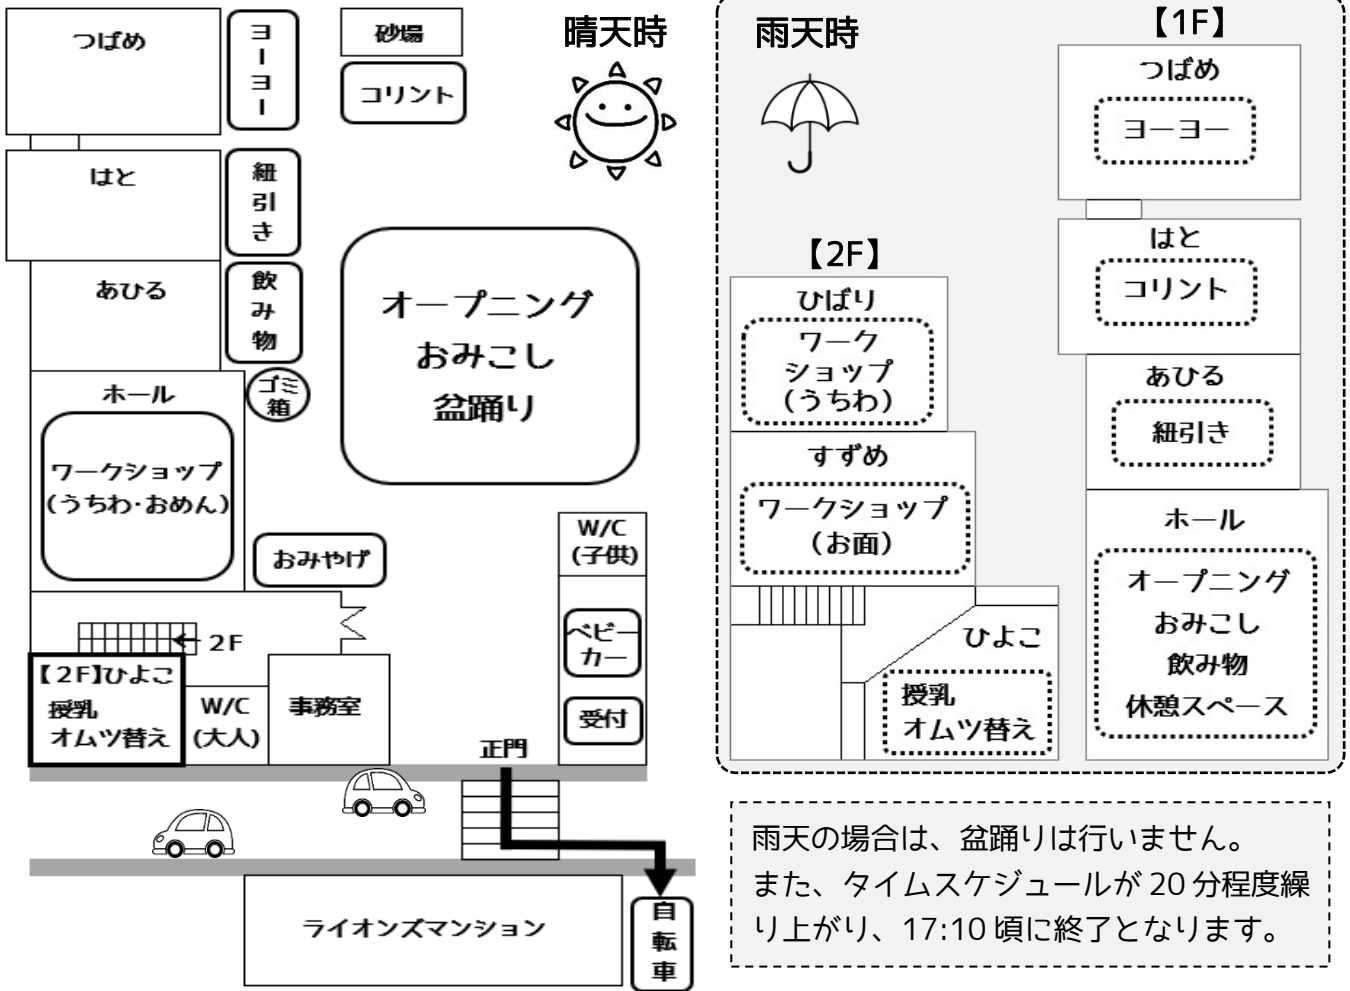 つばめ
ヨーヨー
砂場
コリント
晴天時
はと
紐引き
あひる
飲み物
ゴミ
箱
ホール
ワークショップ
(うちわ・おめん)
オープニング
おみこし
盆踊り
おみやげ
W/C
(子供)
ベビー
カー
受付
2F
【2F】ひよこ
授乳
オムツ替え
W/C
(大人)
事務室
正門
ライオンズマンション
自転車
雨天時
【1F】
つばめ
ヨーヨー
はと
コリント
あひる
紐引き
ホール
オープニング
おみこし
飲み物
休憩スペース
【2F】
ひばり
ワーク
ショップ
(うちわ)
すずめ
ワークショップ
(お面)
ひよこ
授乳
オムツ替え
雨天の場合は、盆踊りは行いません。
また、タイムスケジュールが 20 分程度繰
り上がり、17:10 頃に終了となります。